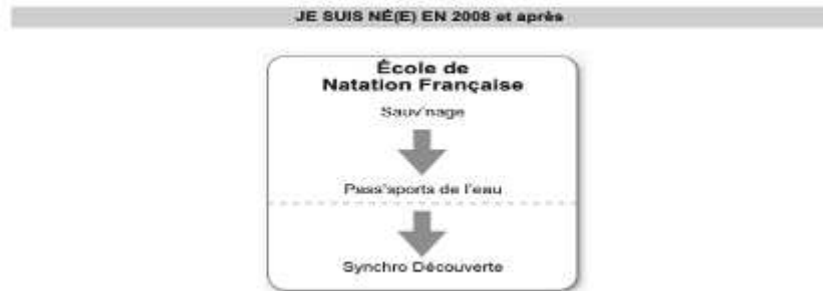 JE SUIS NÉ(E) EN 2008 et après
École de
Natation Française
Sauv'nage
Pass'sports de l'eau
Synchro Découverte